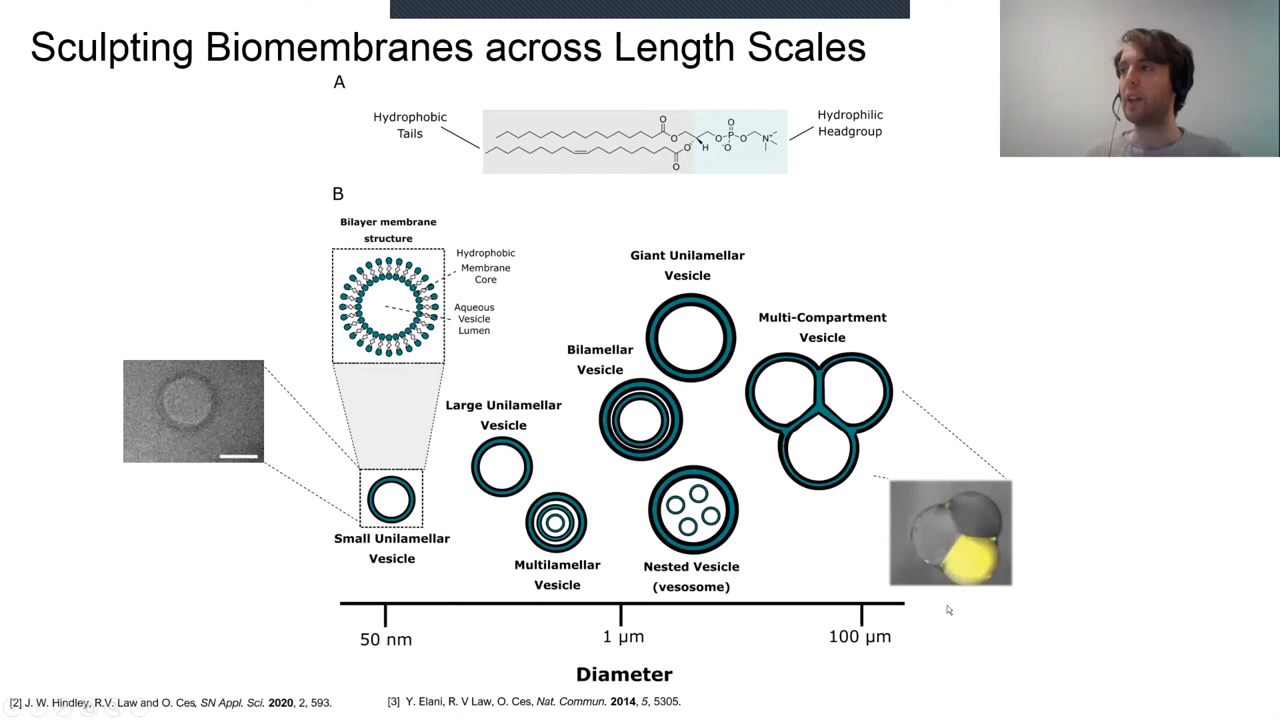 Sculpting Biomembranes across Length Scales
A
Hydrophobic
Tails
O
O
O
O
H
O
P
O
O
-O
N+
Hydrophilic
Headgroup
B
Bilayer membrane
structure
Hydrophobic
Membrane
Core
Aqueous
Vesicle
Lumen
Giant Unilamellar
Vesicle
Multi-Compartment
Vesicle
Bilamellar
Vesicle
Large Unilamellar
Vesicle
Small Unilamellar
Vesicle
Multilamellar
Vesicle
Nested Vesicle
(vesosome)
50 nm
1 µm
100 µm
Diameter
[2] J. W. Hindley, R.V. Law and O. Ces, SN Appl. Sci. 2020, 2, 593.
[3] Y. Elani, R. V Law, O. Ces, Nat. Commun. 2014, 5, 5305.